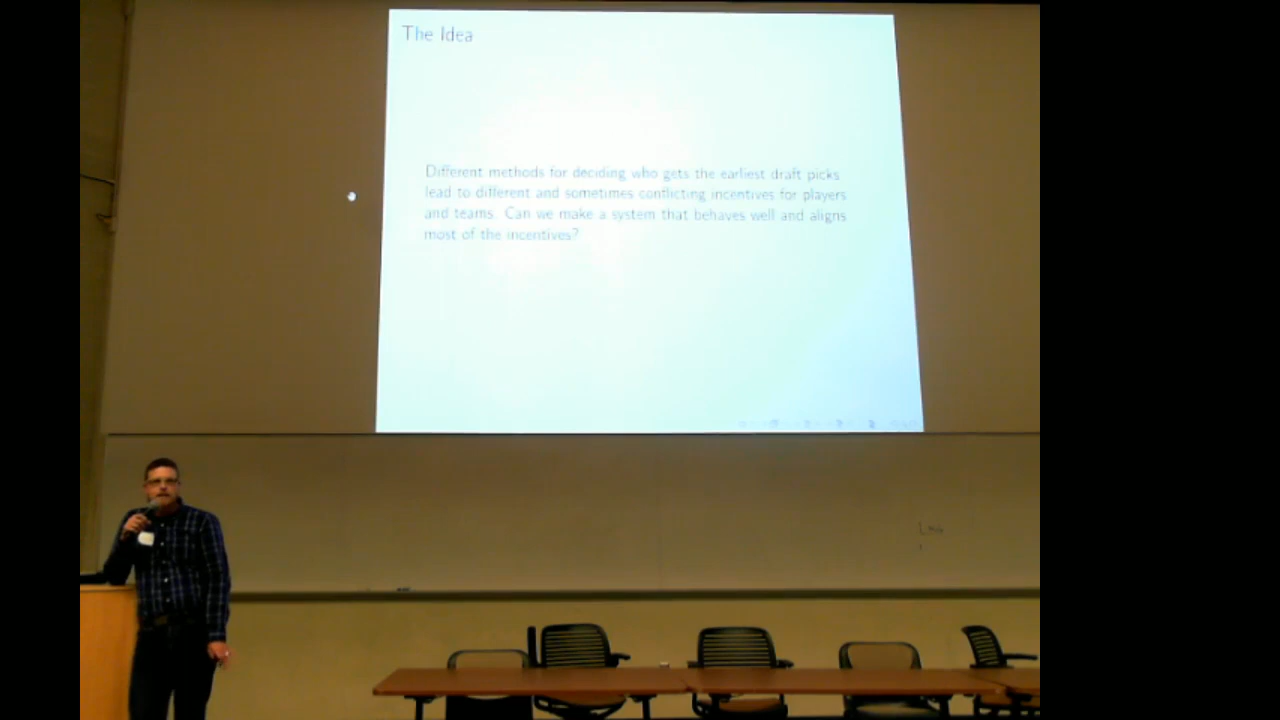 The Idea
Different methods for deciding who gets the earliest draft picks
lead to different and sometimes conflicting incentives for players
and teams. Can we make a system that behaves well and aligns
most of the incentives?